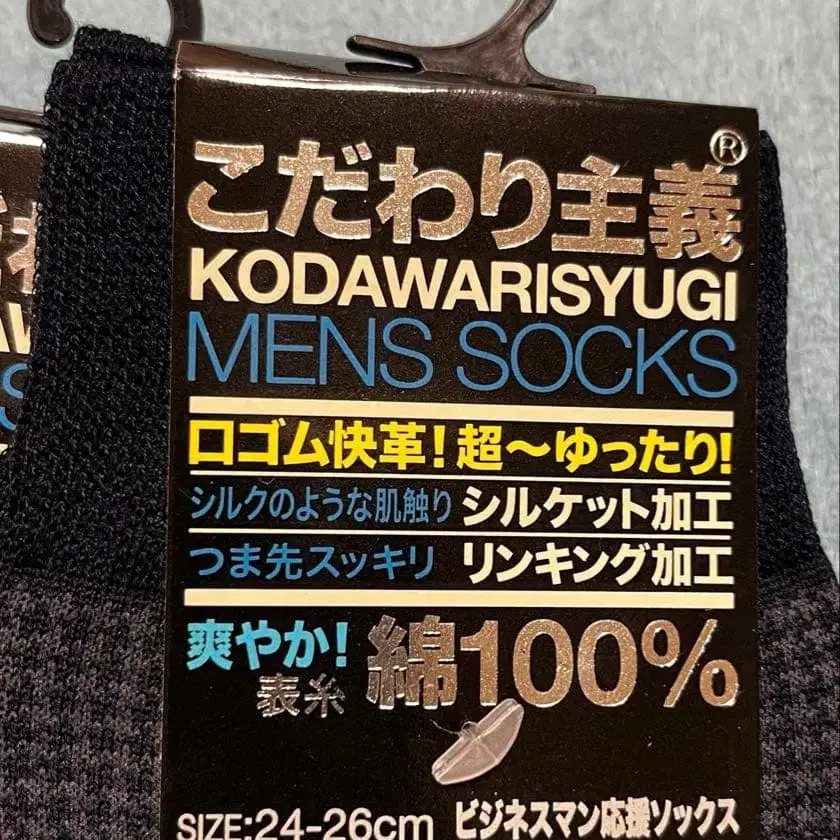 こだわり主義®
KODAWARISYUGI
MENS SOCKS
口ゴム快革!超〜ゆったり!
シルクのような肌触り シルケット加工
つま先スッキリ リンキング加工
爽やか!
表糸 綿100%
SIZE:24-26cm ビジネスマン応援ソックス